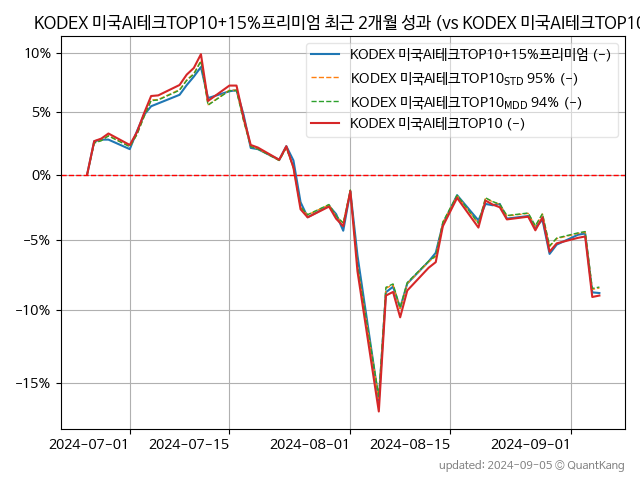 KODEX 미국AI테크TOP10+15%프리미엄 최근 2개월 성과 (vs KODEX 미국AI테크TOP10
10%
5%
0%
−5%
−10%
−15%
KODEX 미국AI테크TOP10+15%프리미엄 (−)
KODEX 미국AI테크TOP10STD 95% (−)
KODEX 미국AI테크TOP10MDD 94% (−)
KODEX 미국AI테크TOP10 (−)
2024−07−01
2024−07−15
2024−08−01
2024−08−15
2024−09−01
updated: 2024-09-05 © QuantKang